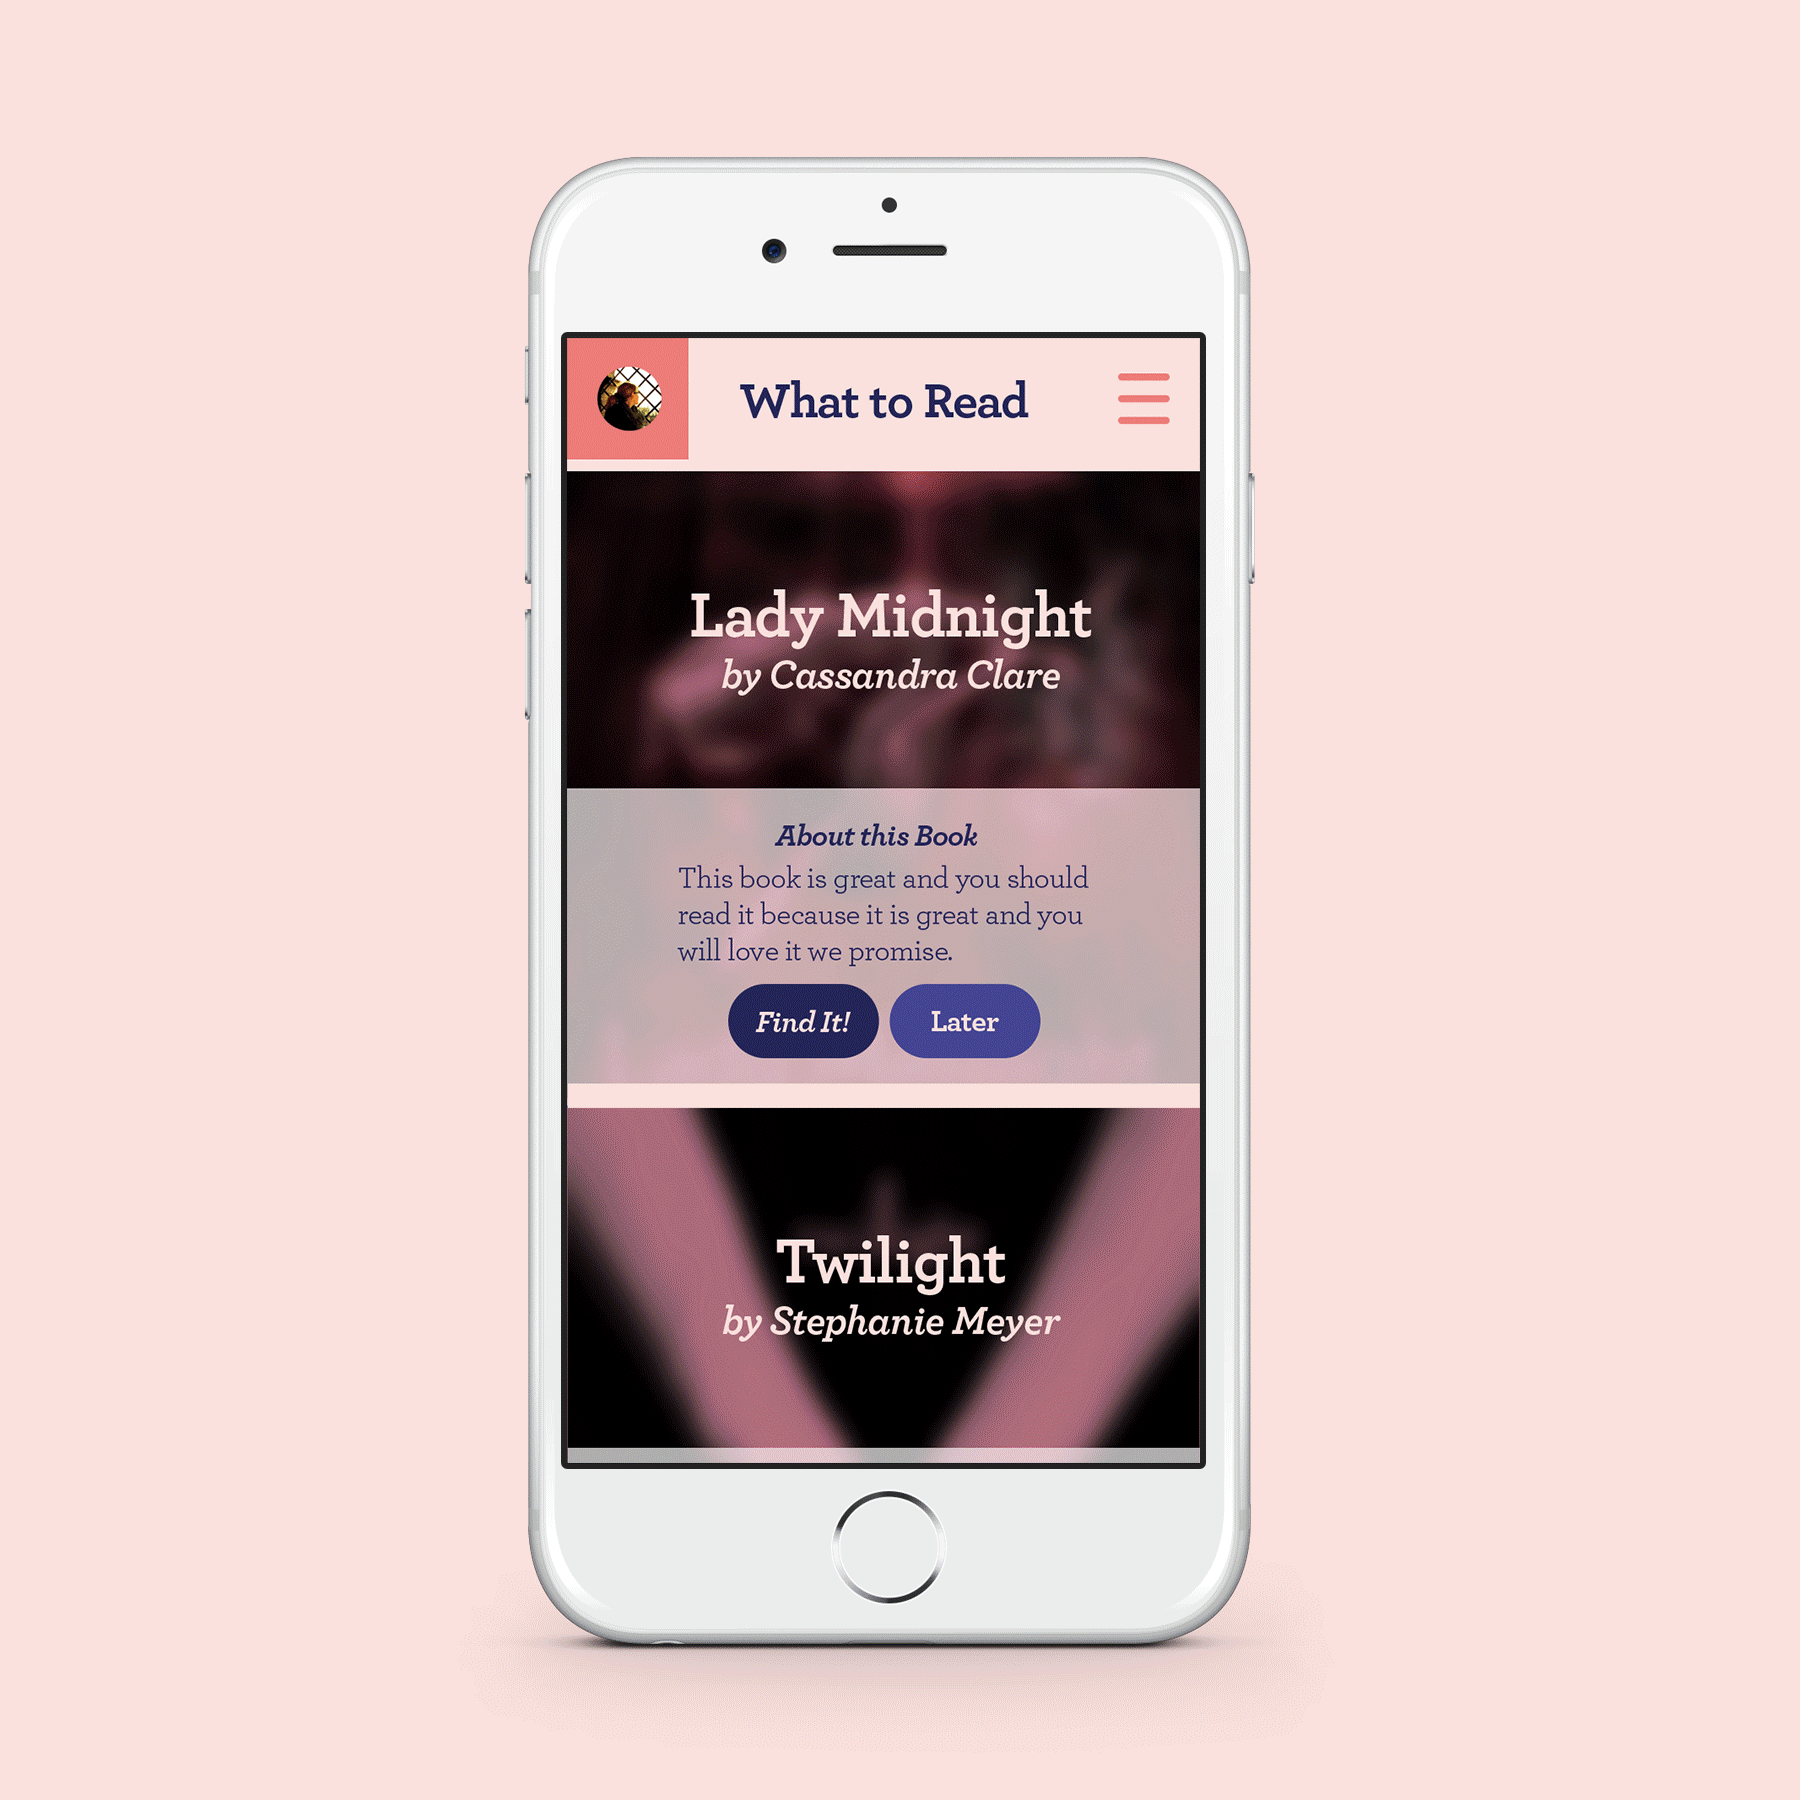 What to Read
Lady Midnight
by Cassandra Clare
About this Book
This book is great and you should
read it because it is great and you
will love it we promise.
Find It!
Later
Twilight
by Stephanie Meyer